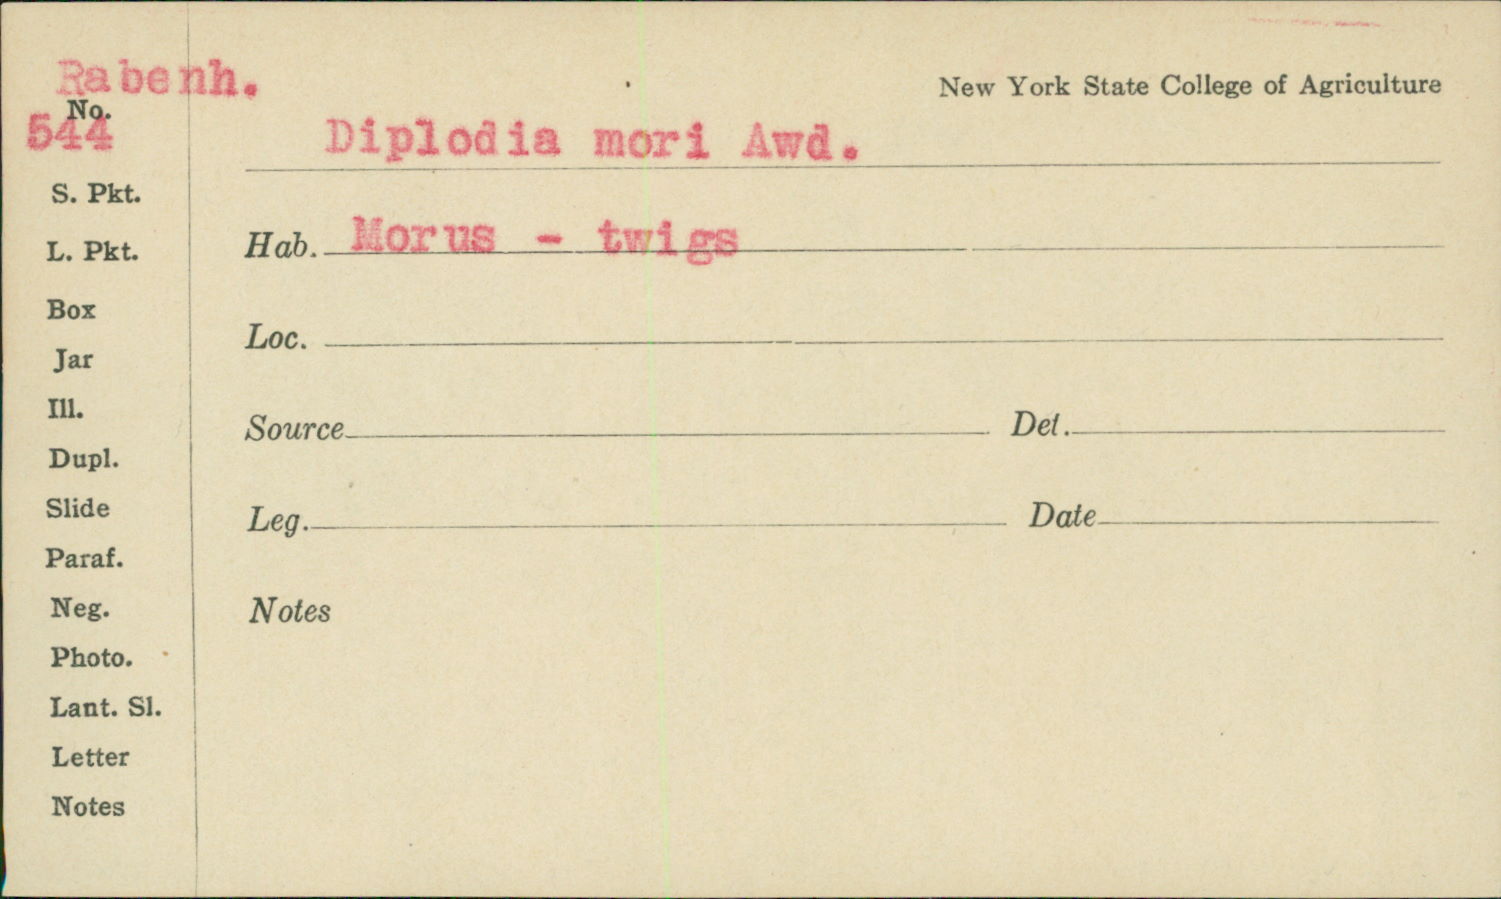 Rabenh.
New York State College of Agriculture
No.
544
Diplodia mori Awd.
S. Pkt.
Hab. Morus - twigs
L. Pkt.
Box
Loc.
Jar
Ill.
Source Det.
Dupl.
Slide
Leg. Date
Paraf.
Neg.
Notes
Photo.
Lant. Sl.
Letter
Notes